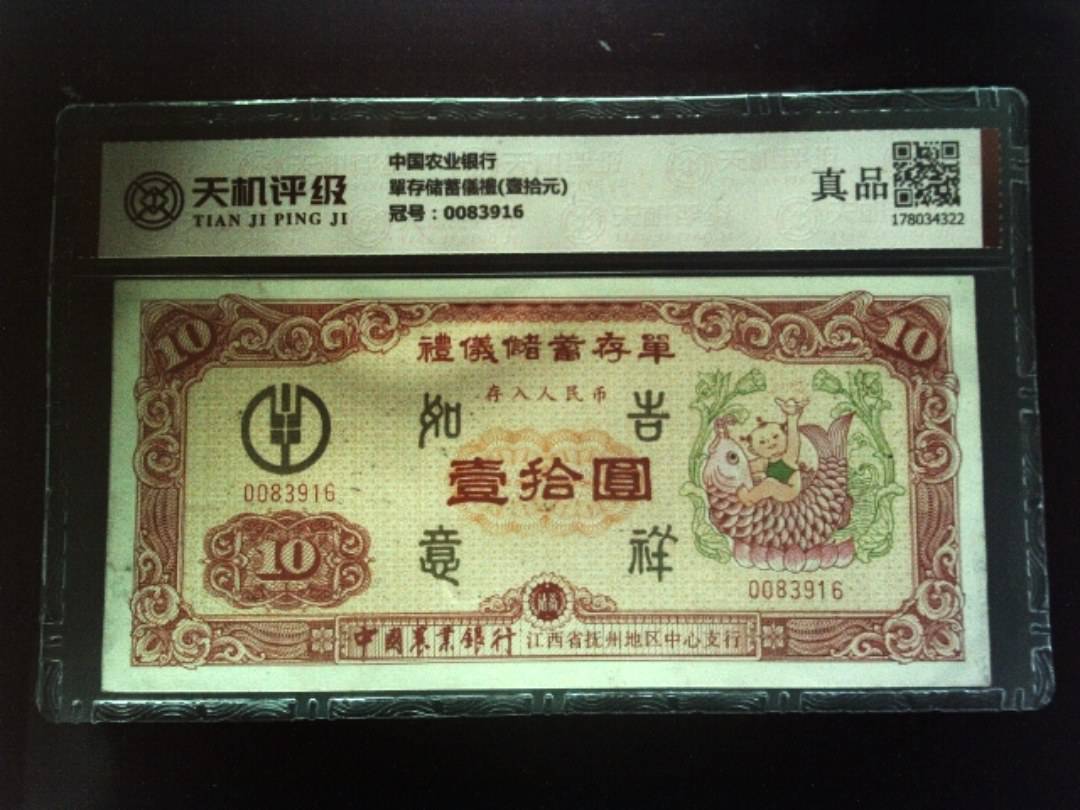 天机评级
TIAN JI PING JI
中国农业银行
單存储蓄儀禮(壹拾元)
冠号：0083916
真品
178034322
10
10
禮儀儲蓄存單
存入人民币
如
吉
壹拾圓
0083916
意
祥
10
0083916
中國農業銀行 江西省抚州地区中心支行